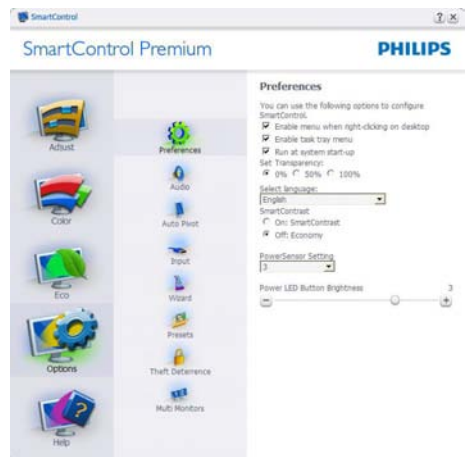 SmartControl
SmartControl Premium
PHILIPS
Adjust
Color
Eco
Options
Help
Preferences
Audio
Auto Pivot
Input
Wizard
Presets
Theft Deterrence
Multi Monitors
Preferences
You can use the following options to configure
SmartControl.
Enable menu when right-clicking on desktop
Enable task tray menu
Run at system start-up
Set Transparency:
0% 50% 100%
Select language:
English
SmartContrast
On: SmartContrast
Off: Economy
PowerSensor Setting
3
Power LED Button Brightness 3